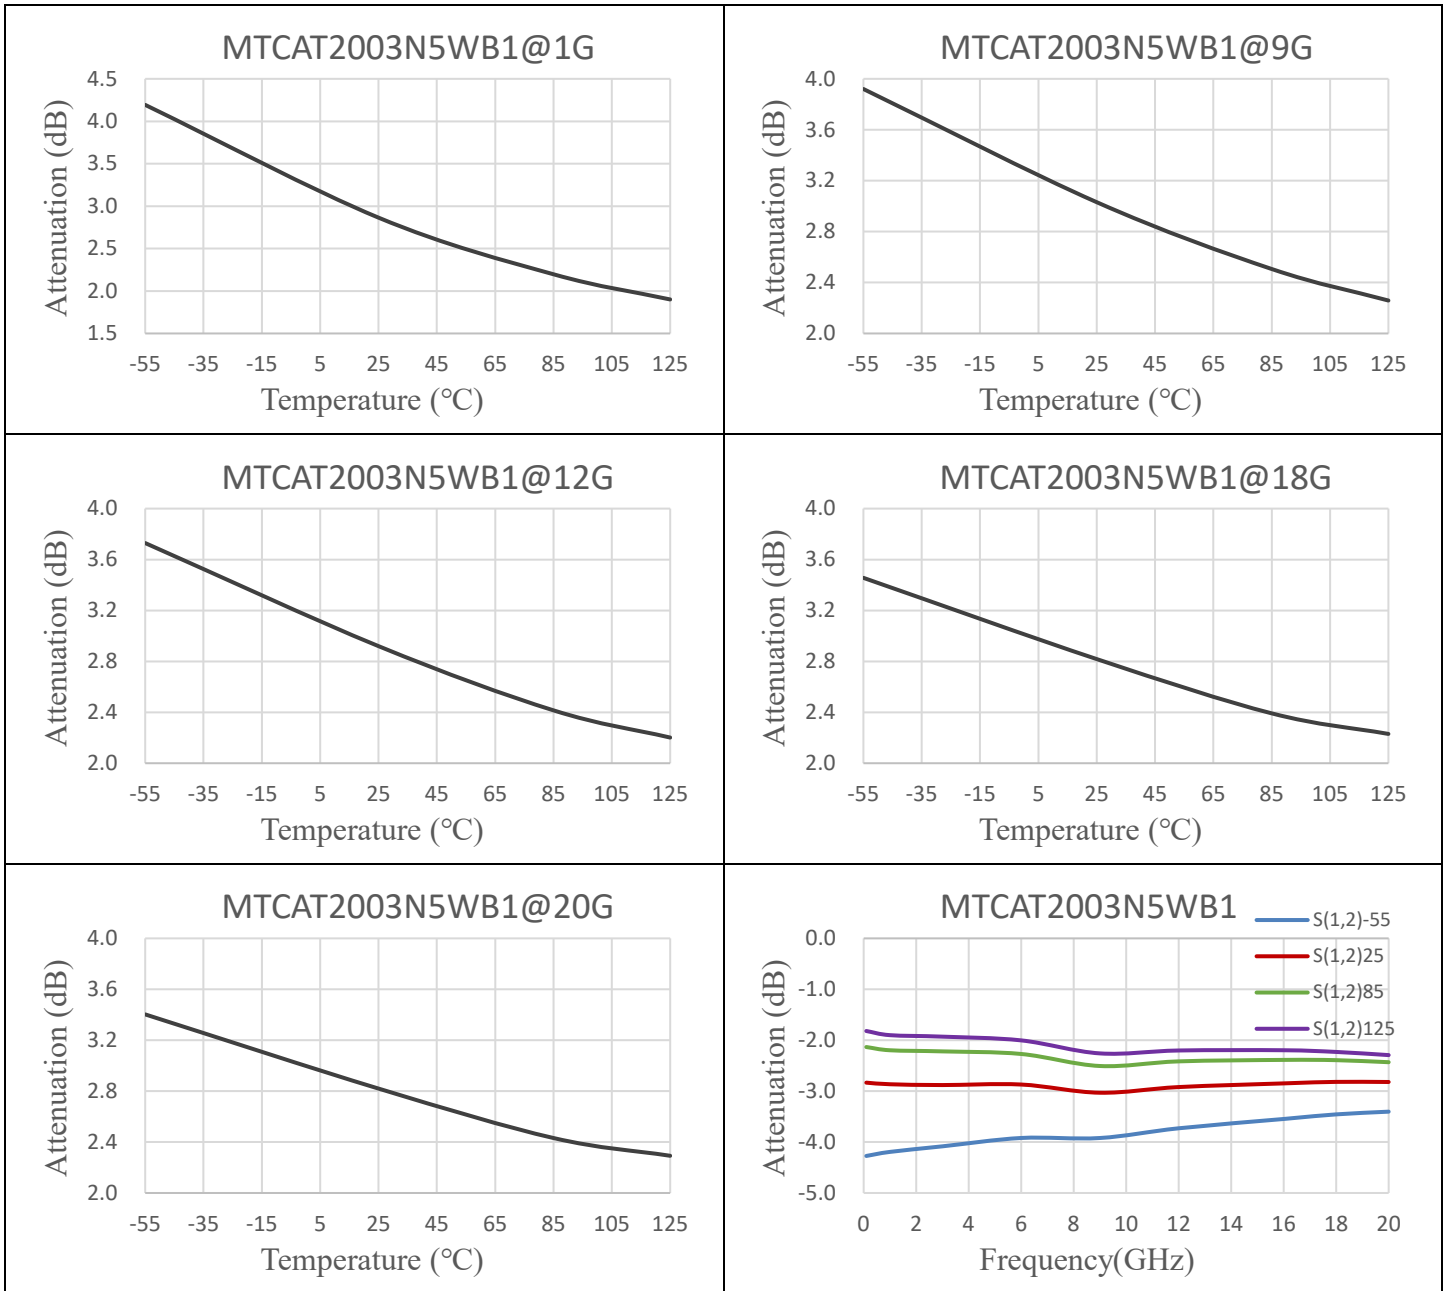 MTCAT2003N5WB1@1G
Attenuation (dB)
4.5
4.0
3.5
3.0
2.5
2.0
1.5
-55 -35 -15 5 25 45 65 85 105 125
Temperature (℃)
MTCAT2003N5WB1@9G
Attenuation (dB)
4.0
3.6
3.2
2.8
2.4
2.0
-55 -35 -15 5 25 45 65 85 105 125
Temperature (℃)
MTCAT2003N5WB1@12G
Attenuation (dB)
4.0
3.6
3.2
2.8
2.4
2.0
-55 -35 -15 5 25 45 65 85 105 125
Temperature (℃)
MTCAT2003N5WB1@18G
Attenuation (dB)
4.0
3.6
3.2
2.8
2.4
2.0
-55 -35 -15 5 25 45 65 85 105 125
Temperature (℃)
MTCAT2003N5WB1@20G
Attenuation (dB)
4.0
3.6
3.2
2.8
2.4
2.0
-55 -35 -15 5 25 45 65 85 105 125
Temperature (℃)
MTCAT2003N5WB1
S(1,2)-55
S(1,2)25
S(1,2)85
S(1,2)125
Attenuation (dB)
0.0
-1.0
-2.0
-3.0
-4.0
-5.0
0 2 4 6 8 10 12 14 16 18 20
Frequency(GHz)